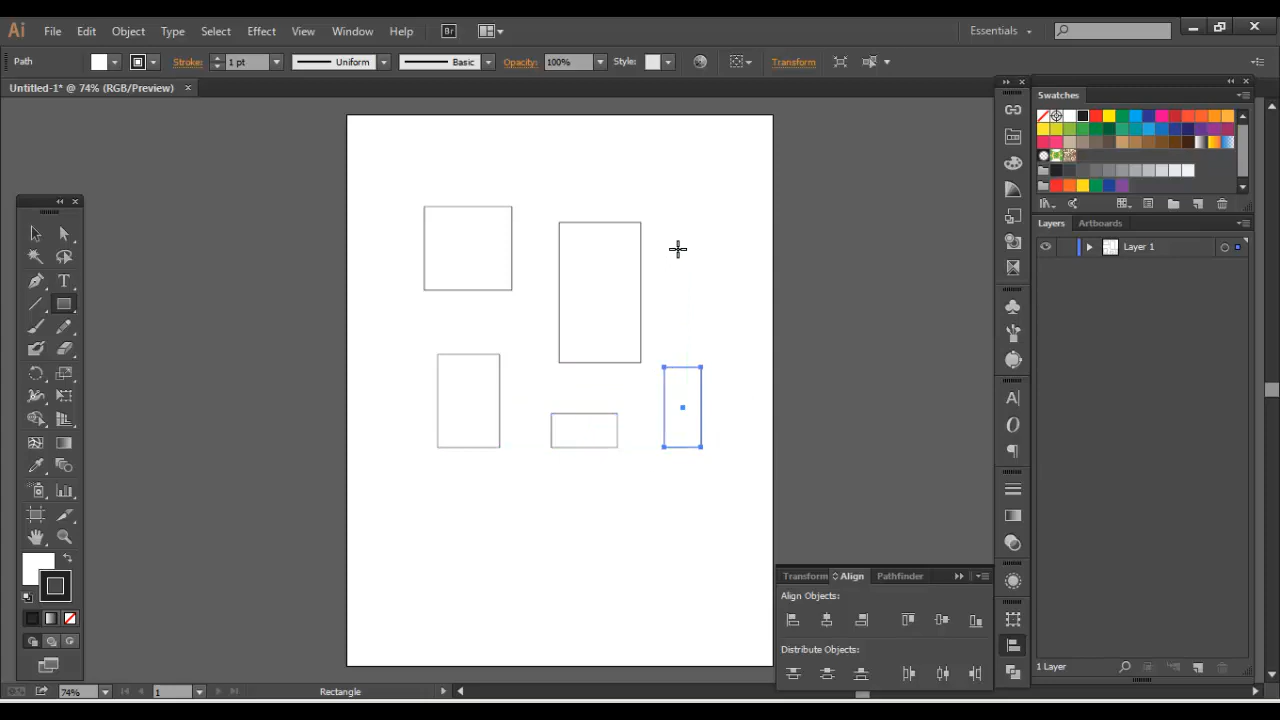 Ai File Edit Object Type Select Effect View Window Help Br Essentials
Path Stroke: 1 pt Uniform Basic Opacity: 100% Style: Transform
Untitled-1* @ 74% (RGB/Preview)
Swatches
Layers Artboards
Layer 1
Transform Align Pathfinder
Align Objects:
Distribute Objects:
1 Layer
74% 1 Rectangle